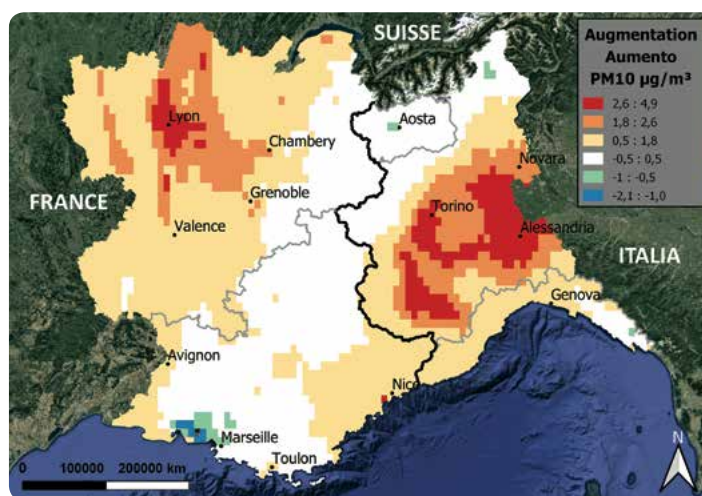 SUISSE
Augmentation
Aumento
PM10 µg/m³
2,6 : 4,9
1,8 : 2,6
0,5 : 1,8
-0,5 : 0,5
-1 : -0,5
-2,1 : -1,0
Lyon
Aosta
Chambery
Novara
FRANCE
Grenoble
Torino
Valence
Alessandria
ITALIA
Genova
Avignon
Nice
Marseille
Toulon
N
0 100000 200000 km